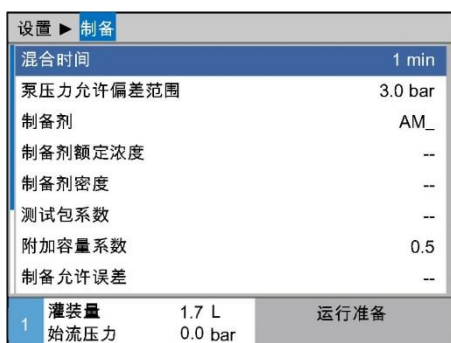 设置 ▶ 制备
混合时间 1 min
泵压力允许偏差范围 3.0 bar
制备剂 AM_
制备剂额定浓度 --
制备剂密度 --
测试包系数 --
附加容量系数 0.5
制备允许误差 --
1 灌装量 1.7 L 运行准备
始流压力 0.0 bar